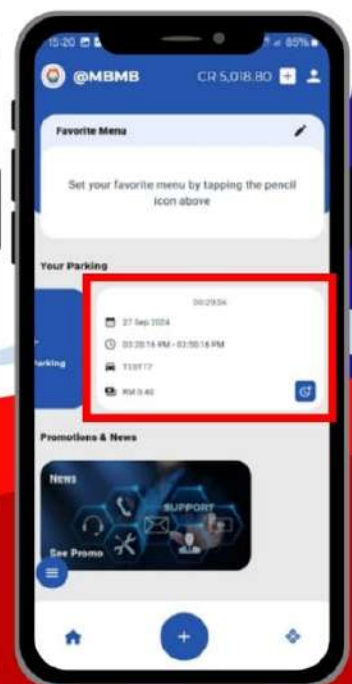 15:20
85%
@MBMB
CR 5,018.80
Favorite Menu
Set your favorite menu by tapping the pencil
icon above
Your Parking
00:29:56
27 Sep 2024
03:20:16 PM - 03:50:16 PM
Parking
RM 0.40
Promotions & News
News
SUPPORT
See Promo